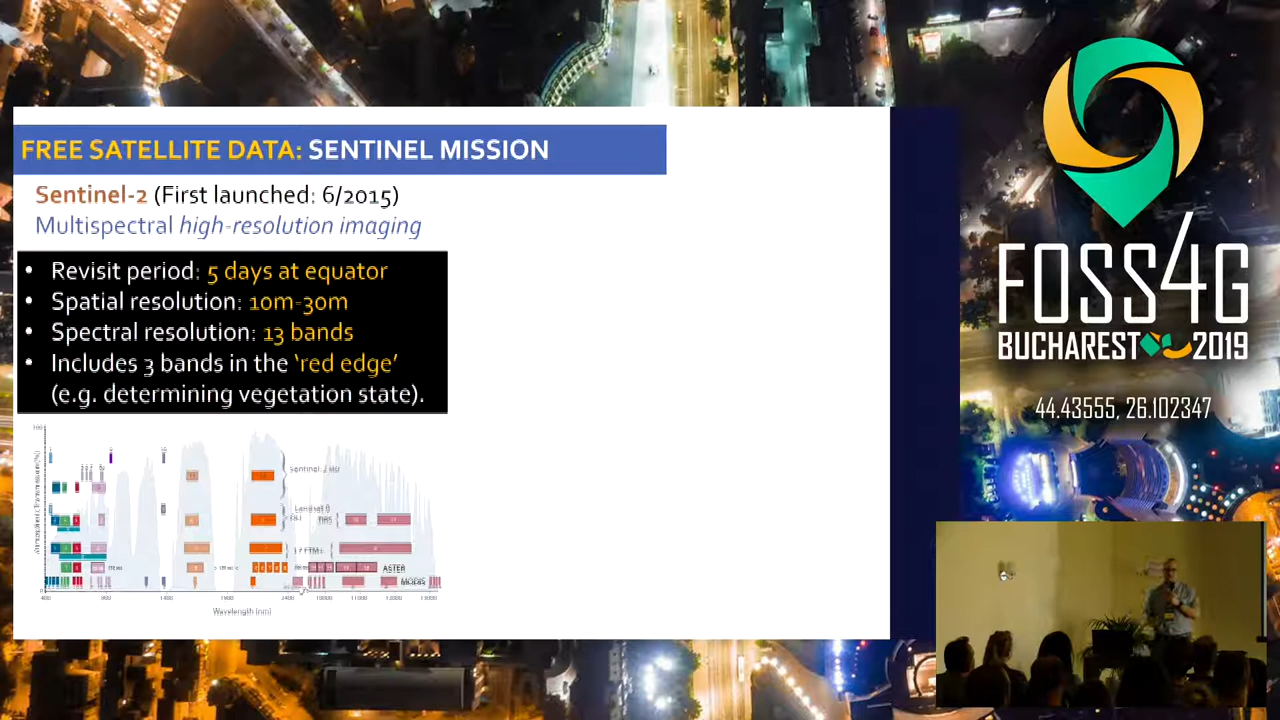 FREE SATELLITE DATA: SENTINEL MISSION
Sentinel-2 (First launched: 6/2015)
Multispectral high-resolution imaging
• Revisit period: 5 days at equator
• Spatial resolution: 10m-30m
• Spectral resolution: 13 bands
• Includes 3 bands in the 'red edge'
(e.g. determining vegetation state).
Sentinel-2 MSI
Landsat 8
ASTER
MODIS
Wavelength (nm)
FOSS4G
BUCHAREST 2019
44.43555, 26.102347